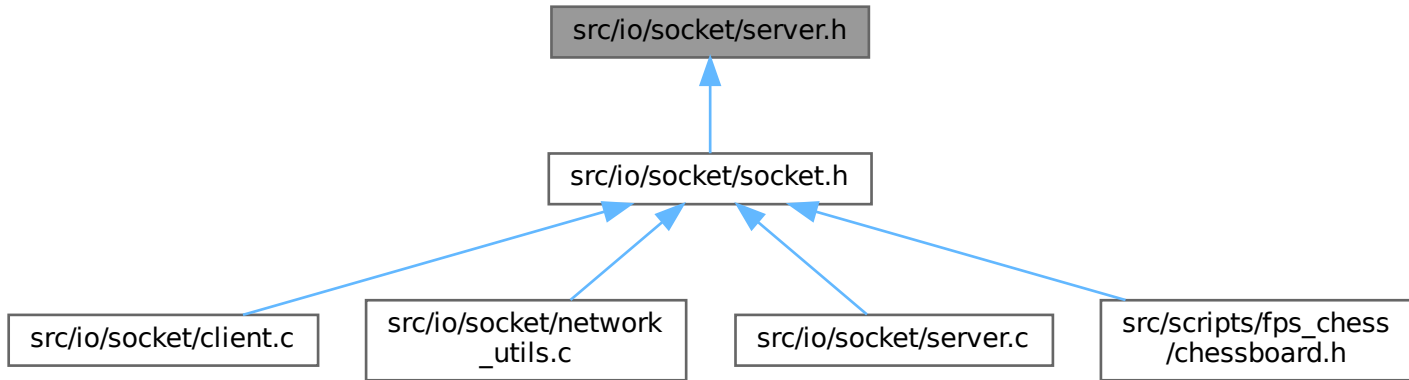 src/io/socket/server.h
src/io/socket/socket.h
src/io/socket/client.c
src/io/socket/network
_utils.c
src/io/socket/server.c
src/scripts/fps_chess
/chessboard.h